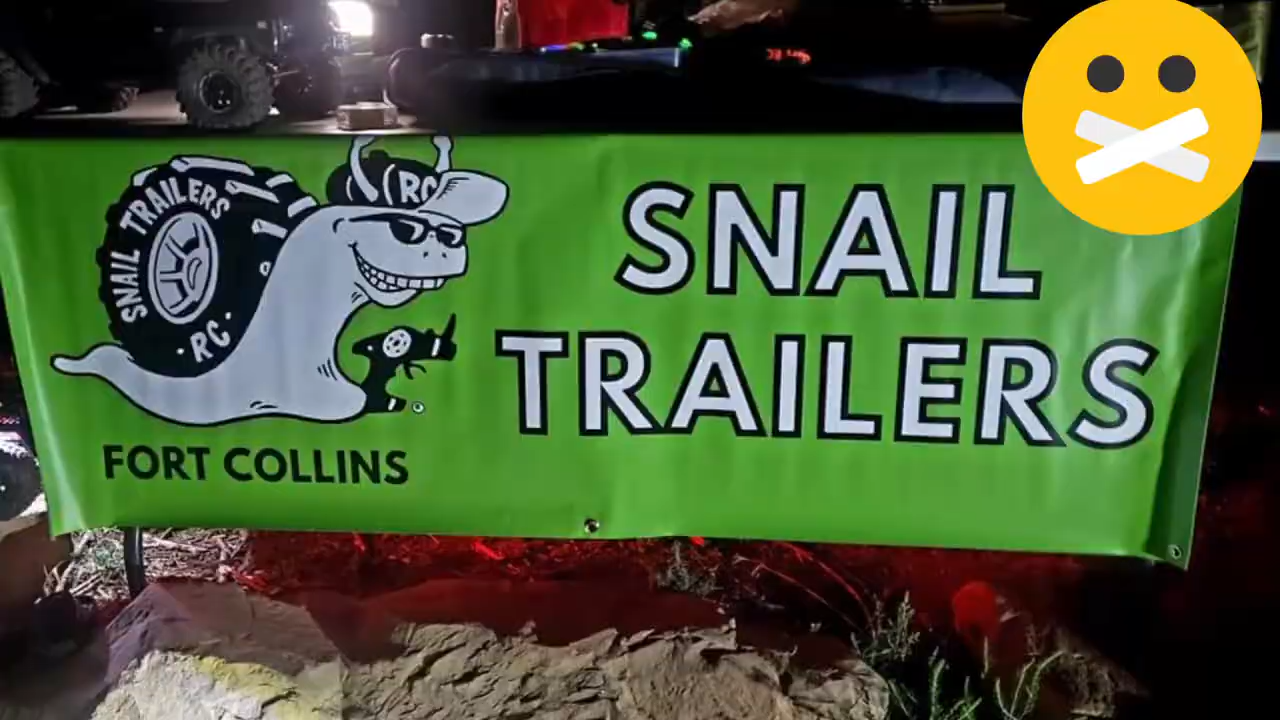 SNAIL TRAILERS
· RC ·
RC
SNAIL
TRAILERS
FORT COLLINS